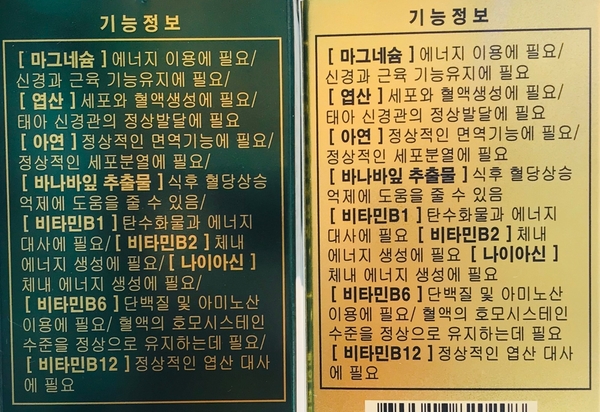 기능정보
[ 마그네슘 ] 에너지 이용에 필요/
신경과 근육 기능유지에 필요/
[ 엽산 ] 세포와 혈액생성에 필요/
태아 신경관의 정상발달에 필요
[ 아연 ] 정상적인 면역기능에 필요/
정상적인 세포분열에 필요/
[ 바나바잎 추출물 ] 식후 혈당상승
억제에 도움을 줄 수 있음/
[ 비타민B1 ] 탄수화물과 에너지
대사에 필요/ [ 비타민B2 ] 체내
에너지 생성에 필요/ [ 나이아신 ]
체내 에너지 생성에 필요/
[ 비타민B6 ] 단백질 및 아미노산
이용에 필요/ 혈액의 호모시스테인
수준을 정상으로 유지하는데 필요/
[ 비타민B12 ] 정상적인 엽산 대사
에 필요
기능정보
[ 마그네슘 ] 에너지 이용에 필요/
신경과 근육 기능유지에 필요
[ 엽산 ] 세포와 혈액생성에 필요/
태아 신경관의 정상발달에 필요
[ 아연 ] 정상적인 면역기능에 필요/
정상적인 세포분열에 필요
[ 바나바잎 추출물 ] 식후 혈당상승
억제에 도움을 줄 수 있음
[ 비타민B1 ] 탄수화물과 에너지
대사에 필요 [ 비타민B2 ] 체내
에너지 생성에 필요 [ 나이아신 ]
체내 에너지 생성에 필요
[ 비타민B6 ] 단백질 및 아미노산
이용에 필요/ 혈액의 호모시스테인
수준을 정상으로 유지하는데 필요
[ 비타민B12 ] 정상적인 엽산 대사
에 필요